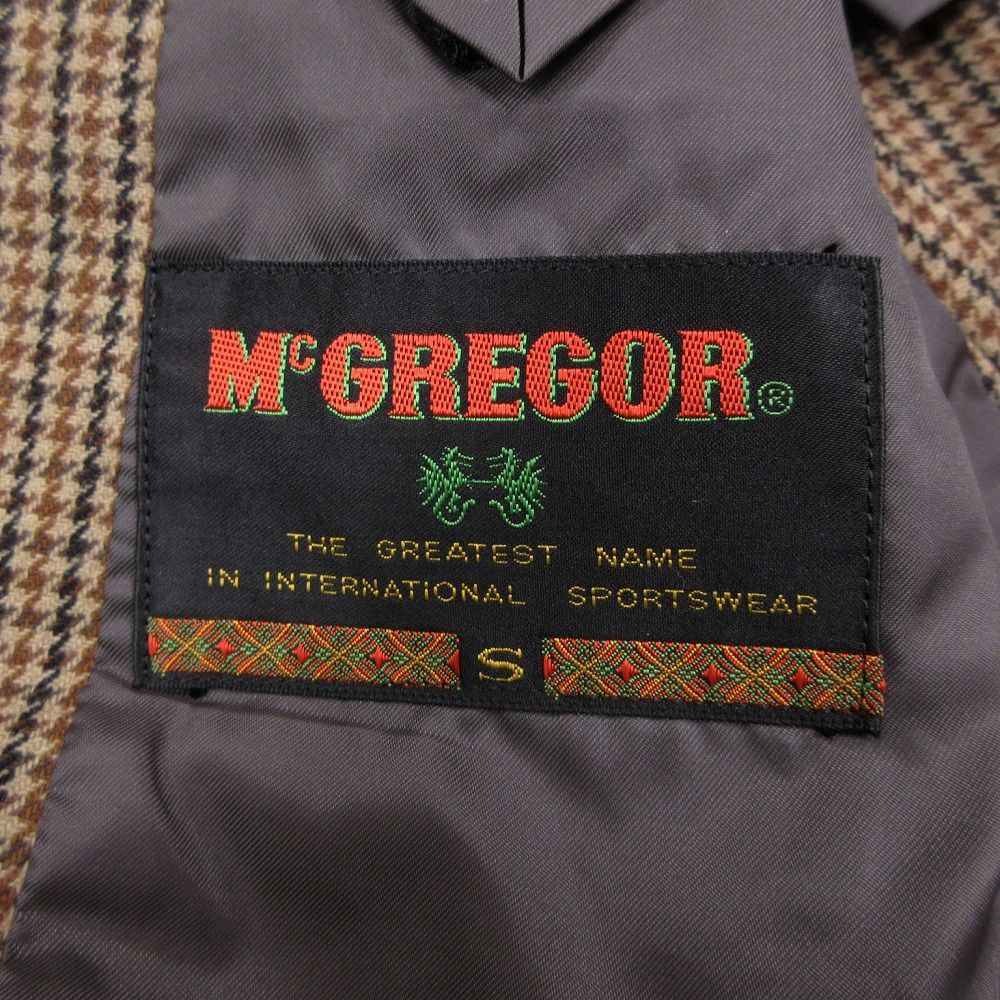 McGREGOR®
THE GREATEST NAME
IN INTERNATIONAL SPORTSWEAR
S